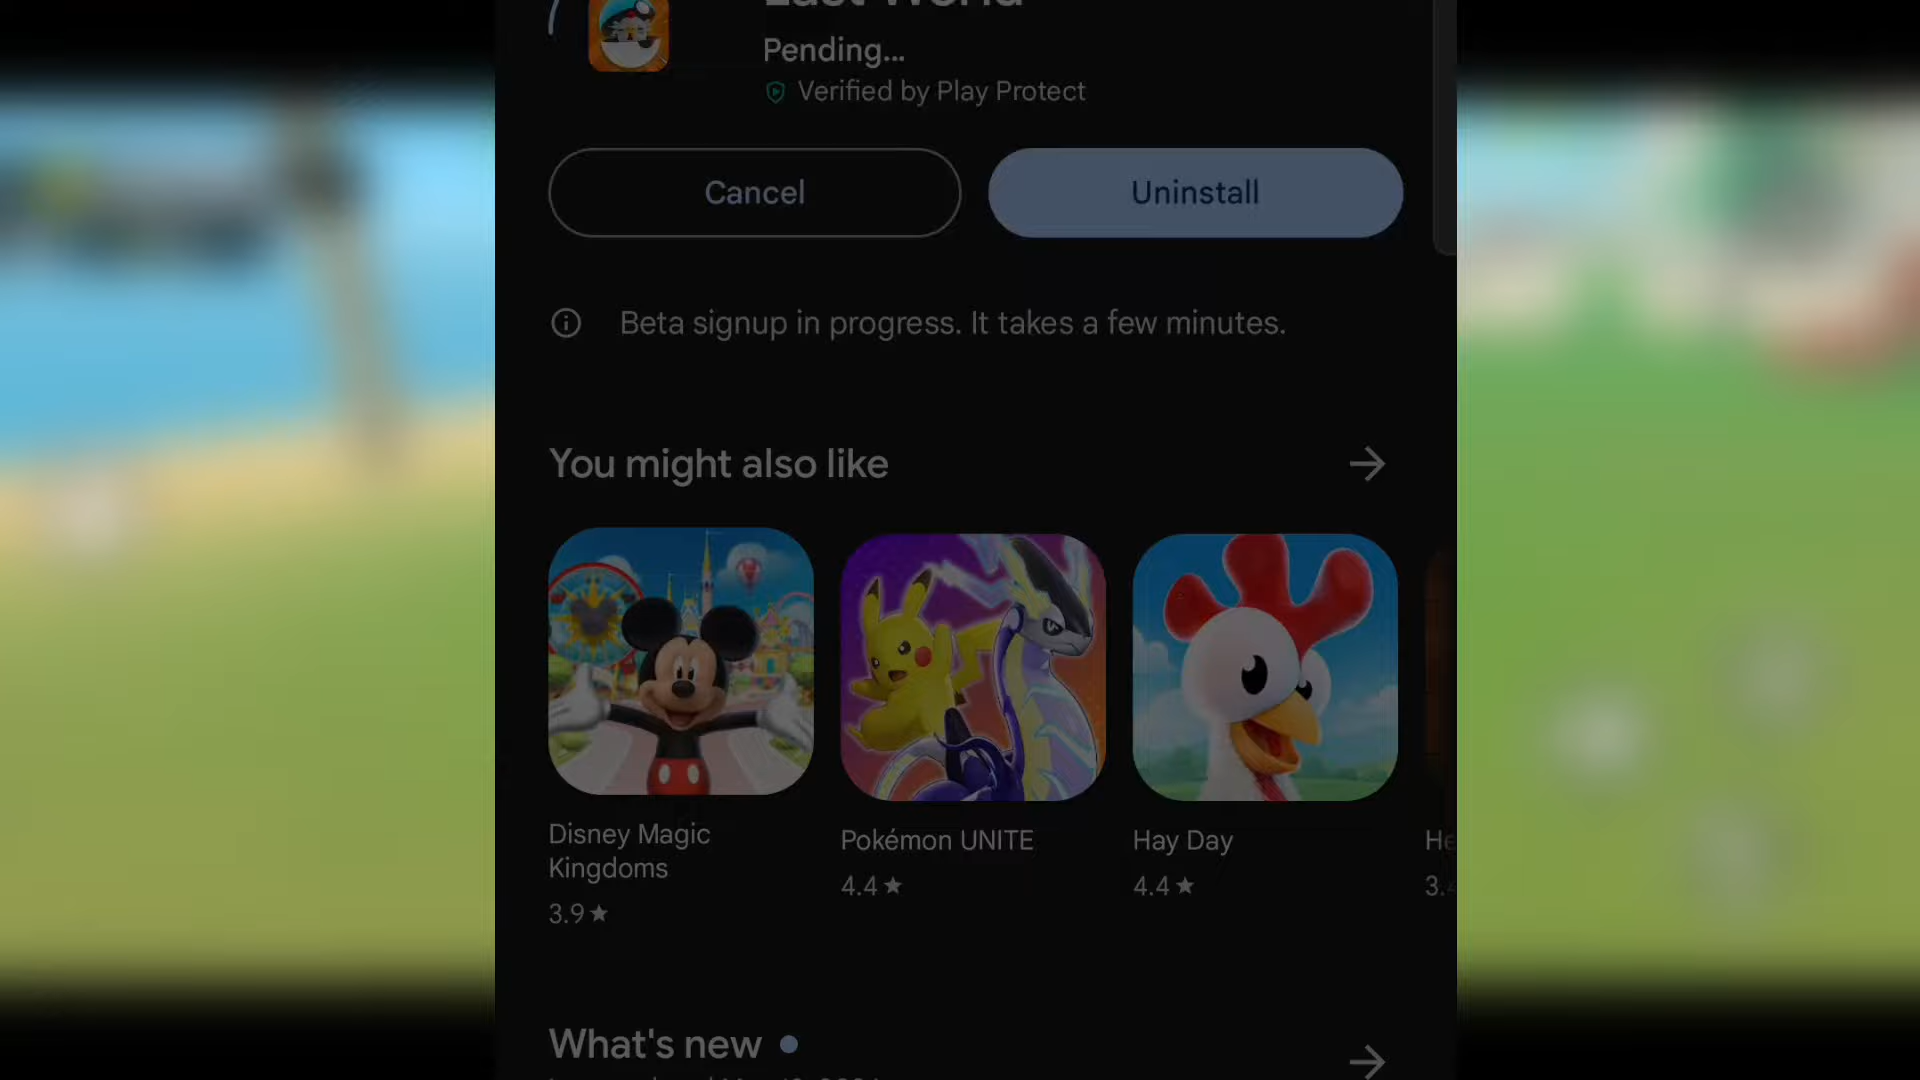 Pending...
Verified by Play Protect
Cancel
Uninstall
Beta signup in progress. It takes a few minutes.
You might also like
Disney Magic
Kingdoms
3.9★
Pokémon UNITE
4.4★
Hay Day
4.4★
What's new